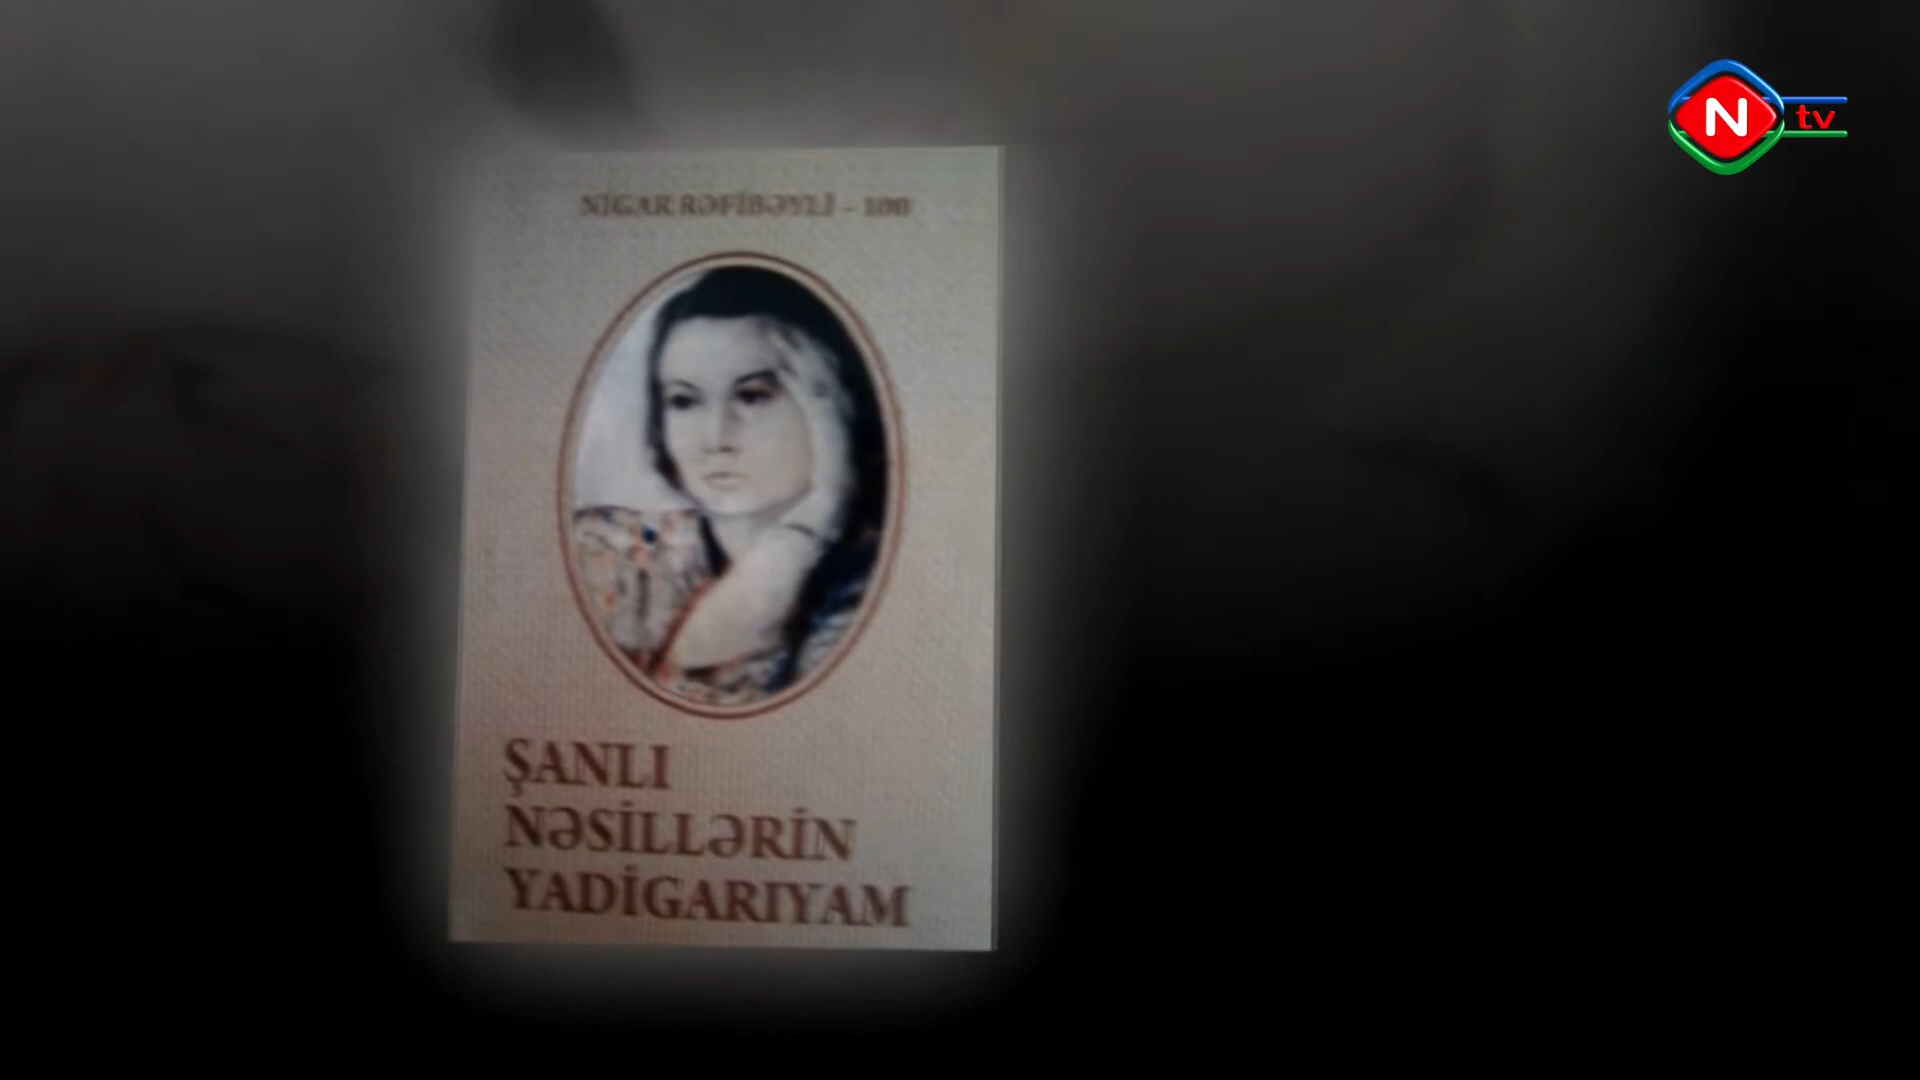 N tv
NİGAR RƏFİBƏYLİ – 100
ŞANLI
NƏSİLLƏRİN
YADİGARIYAM